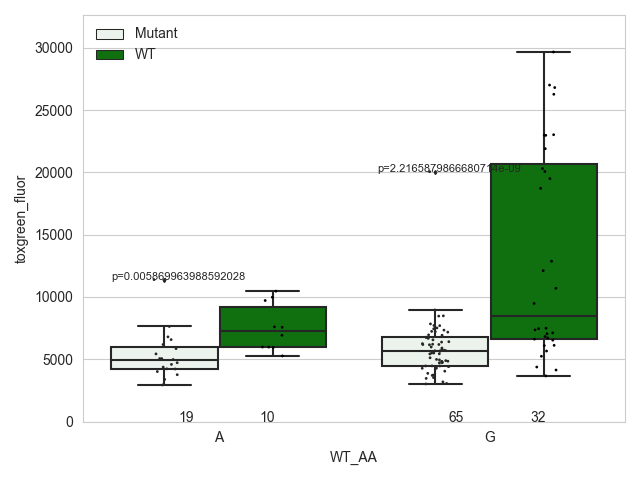 Mutant
WT
30000
25000
20000
15000
10000
5000
0
toxgreen_fluor
p=0.005869963988592028
p=2.2165879866680714e-09
19
10
65
32
A
G
WT_AA